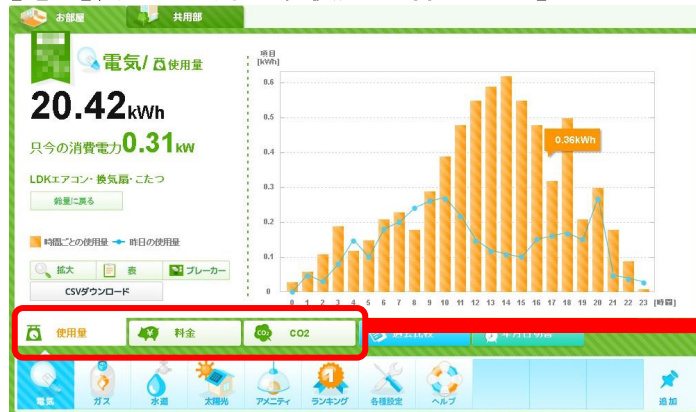 お部屋
共用部
電気/ 使用量
20.42kWh
只今の消費電力0.31kW
LDKエアコン・換気扇・こたつ
総量に戻る
時間ごとの使用量 昨日の使用量
拡大
表
ブレーカー
CSVダウンロード
項目
[kWh]
0.6
0.5
0.4
0.3
0.2
0.1
0
0.36kWh
0 1 2 3 4 5 6 7 8 9 10 11 12 13 14 15 16 17 18 19 20 21 22 23 [時間]
使用量
料金
CO2
CO2
電気
ガス
水道
太陽光
アメニティ
1
ランキング
各種設定
ヘルプ
追加